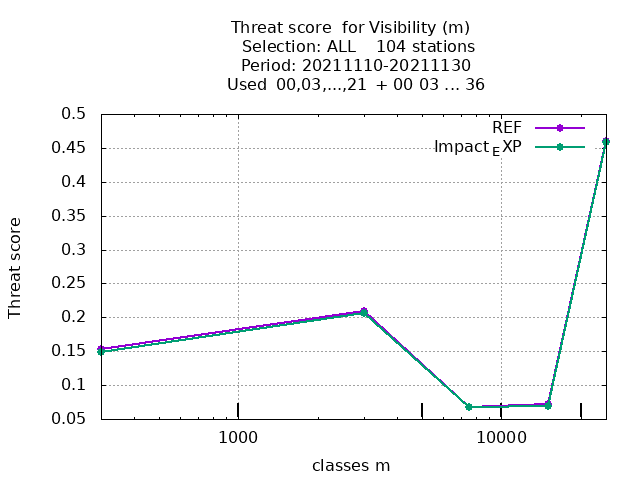 Threat score  for Visibility (m)
Selection: ALL    104 stations
Period: 20211110-20211130
Used  00,03,...,21  + 00 03 ... 36
REF
Impact_EXP
0.5
0.45
0.4
0.35
0.3
0.25
0.2
0.15
0.1
0.05
Threat score
1000
10000
classes m